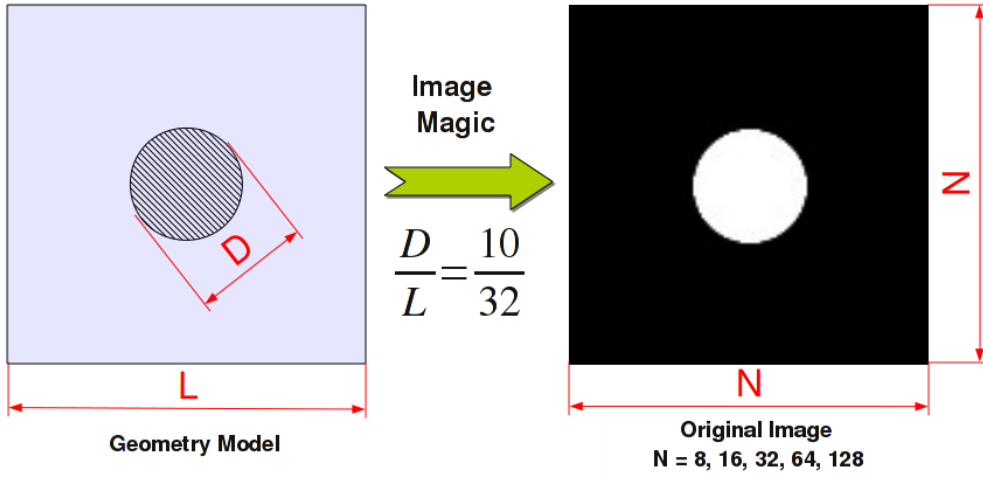 Image
Magic
D
D/L = 10/32
L
Geometry Model
N
N
Original Image
N = 8, 16, 32, 64, 128